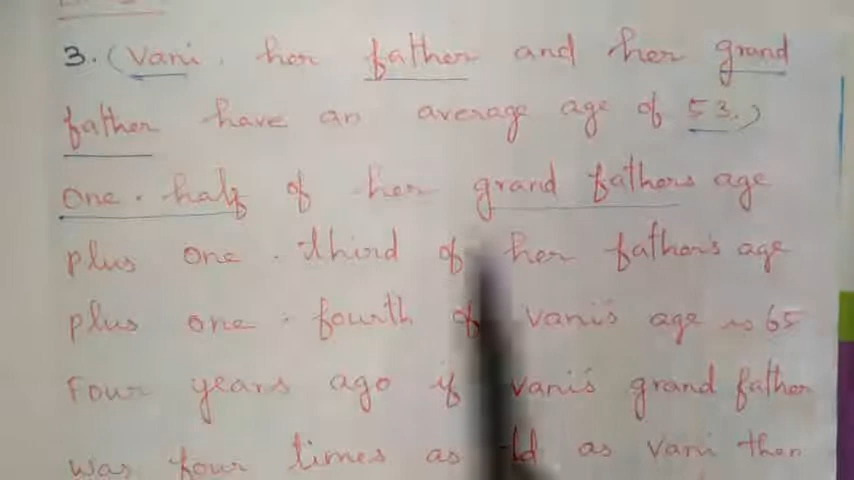 3. (Vani. her father and her grand
father have an average age of 53.)
one. half of her grand fathers age
plus one. third of her father's age
plus one. fourth of vani's age is 65
Four years ago if vani's grand father
was four times as old as vani then